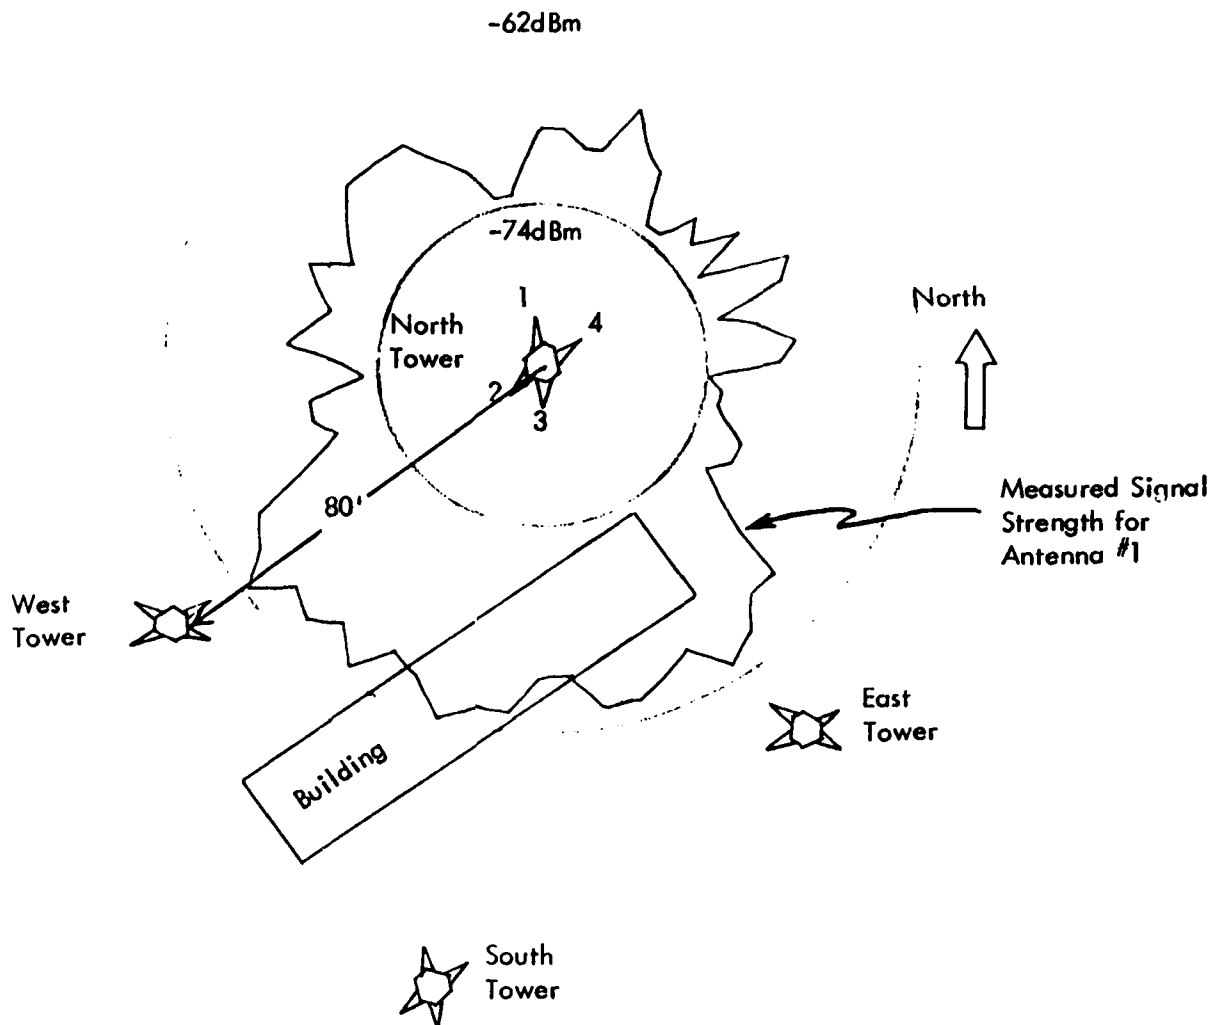 -62dBm
-74dBm
1
4
North
Tower
2
3
North
80'
Measured Signal
Strength for
Antenna #1
West
Tower
East
Tower
Building
South
Tower